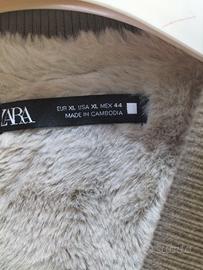 ZARA
EUR XL USA XL MEX 44
MADE IN CAMBODIA